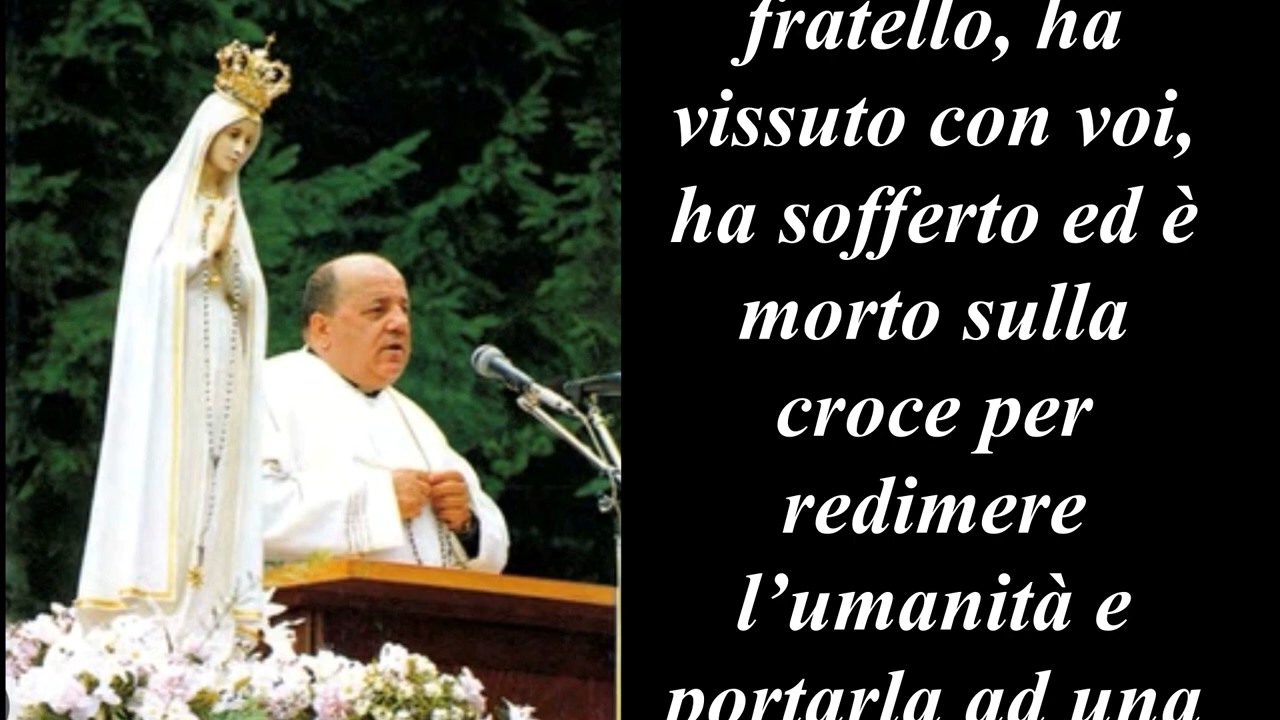 fratello, ha
vissuto con voi,
ha sofferto ed è
morto sulla
croce per
redimere
l’umanità e
portarla ad una